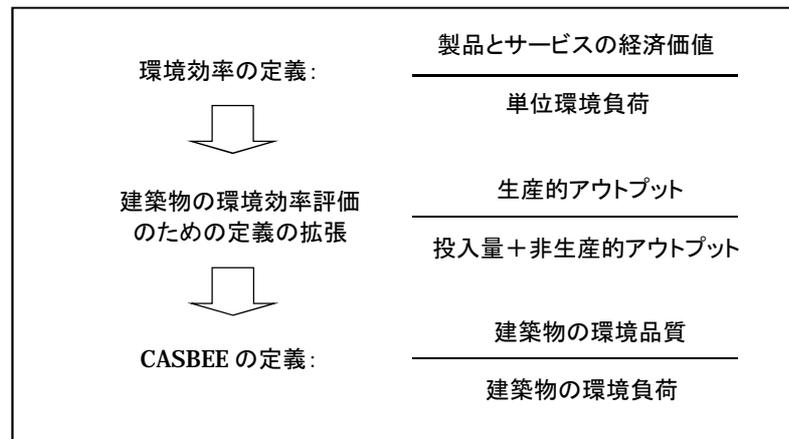 環境効率の定義：
製品とサービスの経済価値
単位環境負荷
建築物の環境効率評価
のための定義の拡張
生産的アウトプット
投入量＋非生産的アウトプット
CASBEE の定義：
建築物の環境品質
建築物の環境負荷